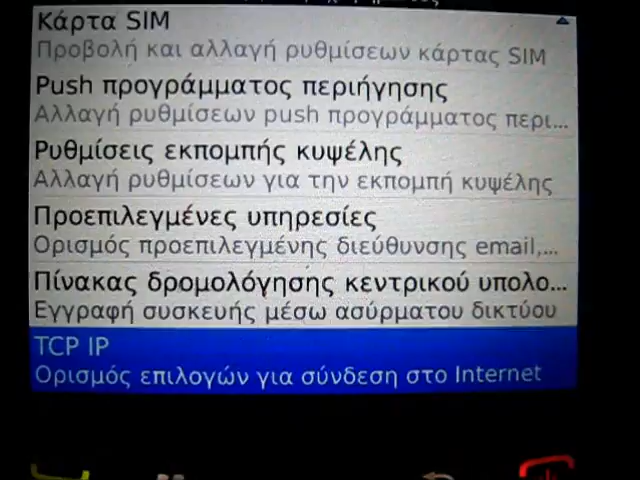 Κάρτα SIM
Προβολή και αλλαγή ρυθμίσεων κάρτας SIM
Push προγράμματος περιήγησης
Αλλαγή ρυθμίσεων push προγράμματος περι...
Ρυθμίσεις εκπομπής κυψέλης
Αλλαγή ρυθμίσεων για την εκπομπή κυψέλης
Προεπιλεγμένες υπηρεσίες
Ορισμός προεπιλεγμένης διεύθυνσης email,...
Πίνακας δρομολόγησης κεντρικού υπολο...
Εγγραφή συσκευής μέσω ασύρματου δικτύου
TCP IP
Ορισμός επιλογών για σύνδεση στο Internet